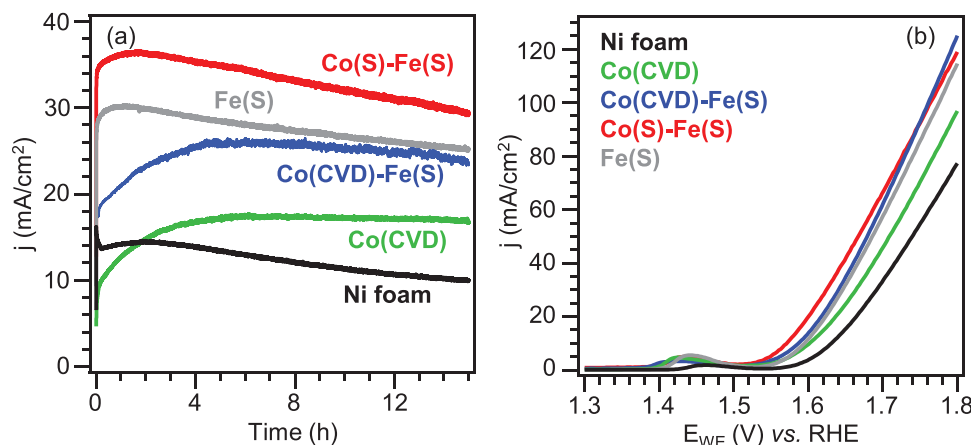 (a)
j (mA/cm²)
40
30
20
10
0
Co(S)-Fe(S)
Fe(S)
Co(CVD)-Fe(S)
Co(CVD)
Ni foam
0 4 8 12
Time (h)
(b)
j (mA/cm²)
120
100
80
60
40
20
0
Ni foam
Co(CVD)
Co(CVD)-Fe(S)
Co(S)-Fe(S)
Fe(S)
1.3 1.4 1.5 1.6 1.7 1.8
E_WE (V) vs. RHE